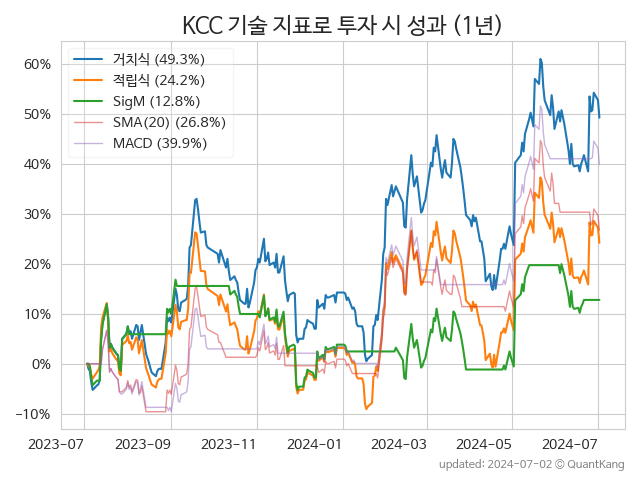 KCC 기술 지표로 투자 시 성과 (1년)
거치식 (49.3%)
적립식 (24.2%)
SigM (12.8%)
SMA(20) (26.8%)
MACD (39.9%)
60%
50%
40%
30%
20%
10%
0%
−10%
2023-07 2023-09 2023-11 2024-01 2024-03 2024-05 2024-07
updated: 2024-07-02 © QuantKang